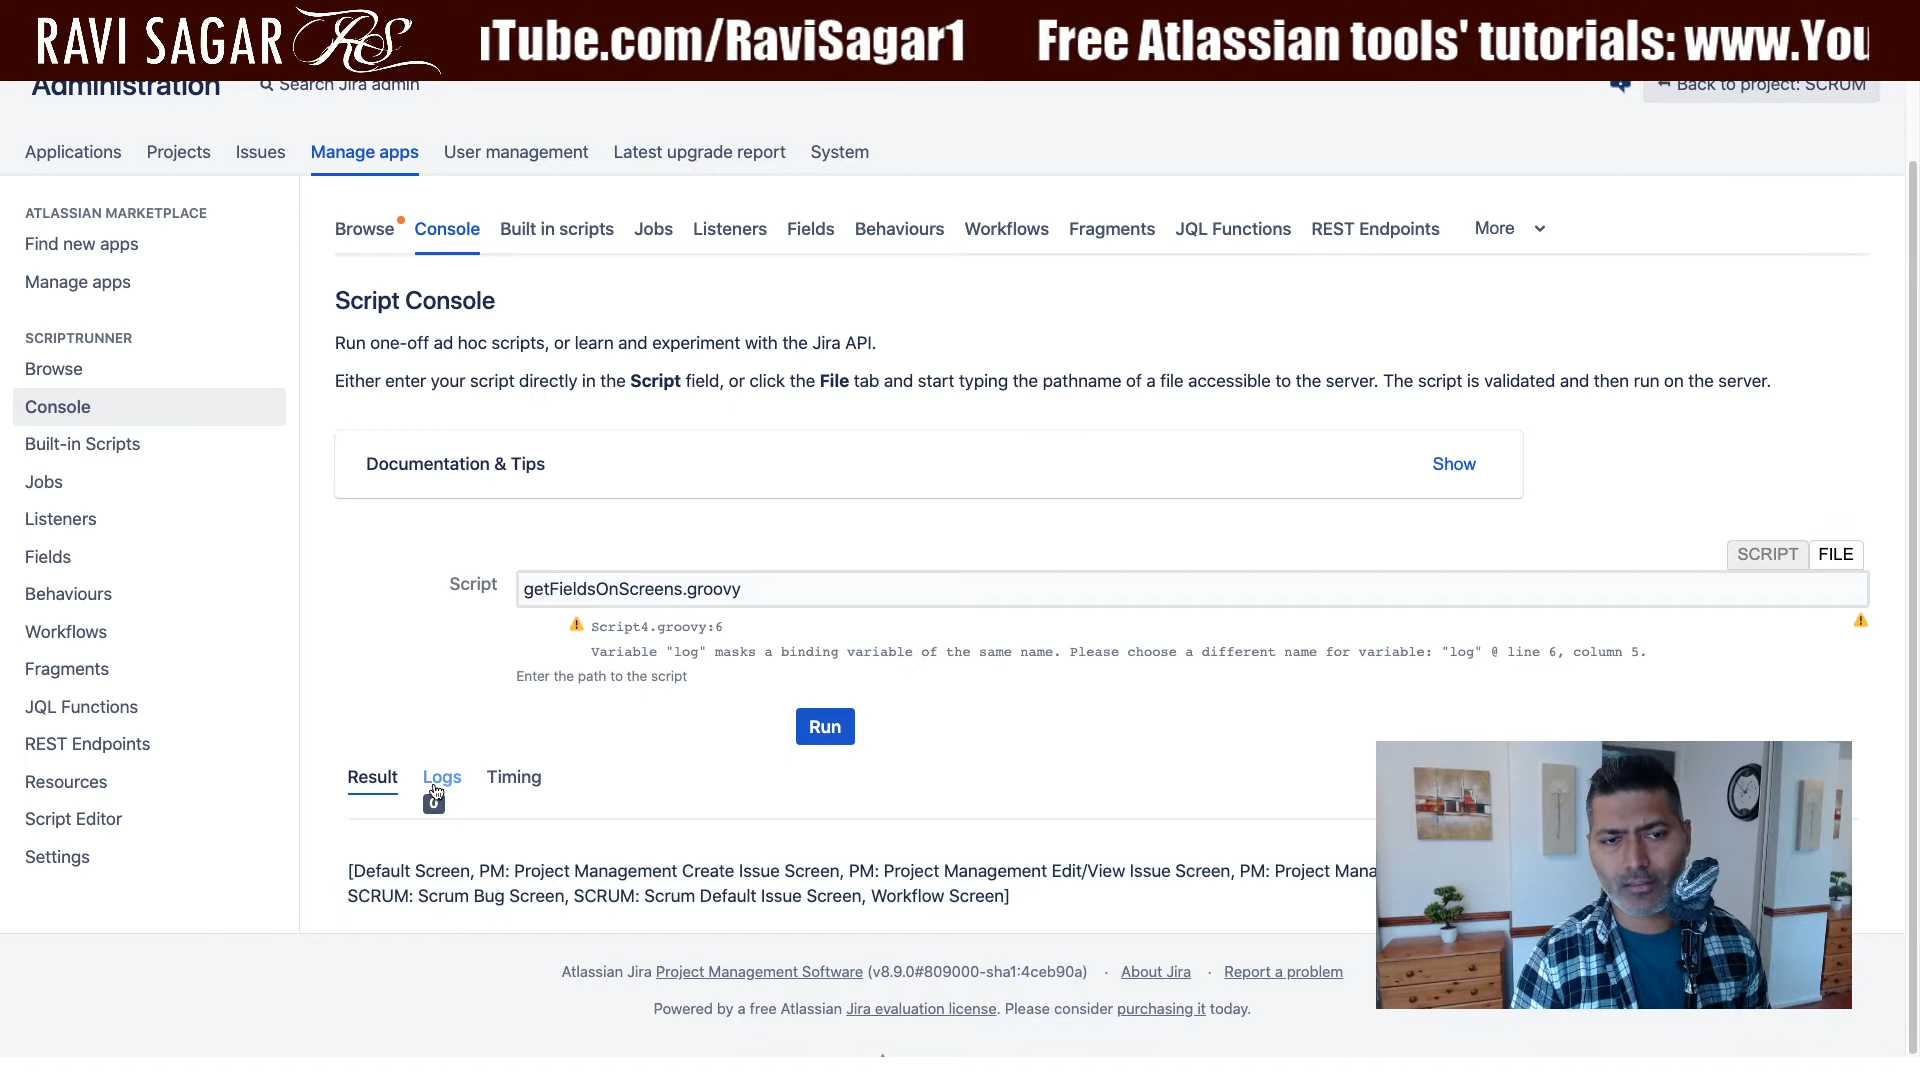 RAVI SAGAR RS
ıTube.com/RaviSagar1 Free Atlassian tools' tutorials: www.You
Administration Search Jira admin Back to project: SCRUM
Applications Projects Issues Manage apps User management Latest upgrade report System
ATLASSIAN MARKETPLACE
Find new apps
Manage apps
SCRIPTRUNNER
Browse
Console
Built-in Scripts
Jobs
Listeners
Fields
Behaviours
Workflows
Fragments
JQL Functions
REST Endpoints
Resources
Script Editor
Settings
Browse Console Built in scripts Jobs Listeners Fields Behaviours Workflows Fragments JQL Functions REST Endpoints More
Script Console
Run one-off ad hoc scripts, or learn and experiment with the Jira API.
Either enter your script directly in the Script field, or click the File tab and start typing the pathname of a file accessible to the server. The script is validated and then run on the server.
Documentation & Tips Show
SCRIPT FILE
Script getFieldsOnScreens.groovy
Script4.groovy:6
Variable "log" masks a binding variable of the same name. Please choose a different name for variable: "log" @ line 6, column 5.
Enter the path to the script
Run
Result Logs Timing
0
[Default Screen, PM: Project Management Create Issue Screen, PM: Project Management Edit/View Issue Screen, PM: Project Mana
SCRUM: Scrum Bug Screen, SCRUM: Scrum Default Issue Screen, Workflow Screen]
Atlassian Jira Project Management Software (v8.9.0#809000-sha1:4ceb90a) · About Jira · Report a problem
Powered by a free Atlassian Jira evaluation license. Please consider purchasing it today.